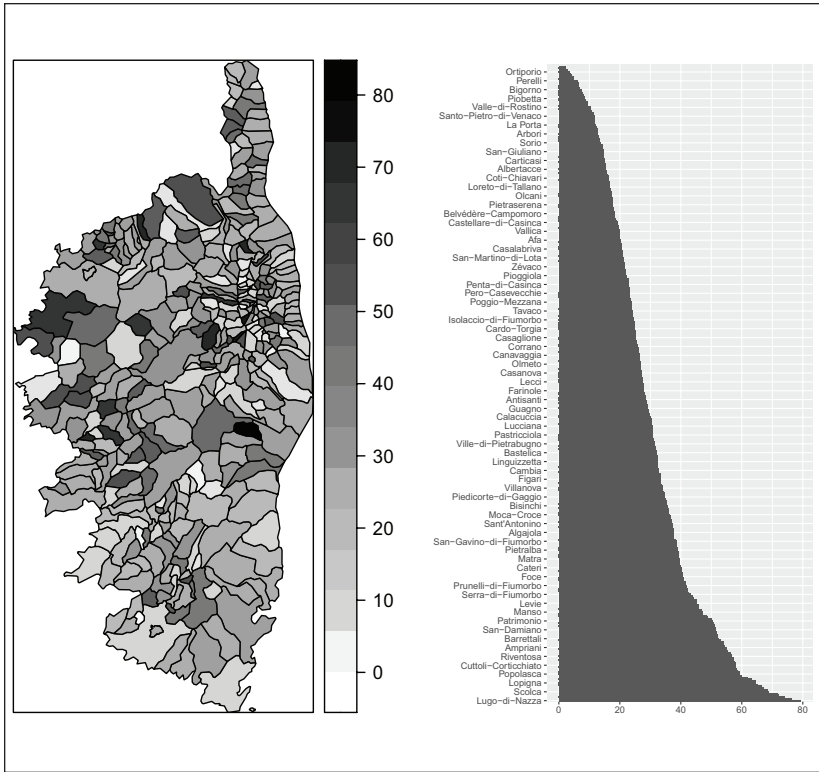 80
70
60
50
40
30
20
10
0
Ortiporio
Perelli
Bigorno
Piobetta
Valle-di-Rostino
Santo-Pietro-di-Venaco
La Porta
Arbori
Sorio
San-Giuliano
Carticasi
Albertacce
Coti-Chiavari
Loreto-di-Tallano
Olcani
Pietraserena
Belvédère-Campomoro
Castellare-di-Casinca
Vallica
Afa
Casalabriva
San-Martino-di-Lota
Zévaco
Pioggiola
Penta-di-Casinca
Pero-Casevecchie
Poggio-Mezzana
Tavaco
Isolaccio-di-Fiumorbo
Cardo-Torgia
Casaglione
Corrano
Canavaggia
Olmeto
Casanova
Lecci
Farinole
Antisanti
Guagno
Calacuccia
Lucciana
Pastricciola
Ville-di-Pietrabugno
Bastelica
Linguizzetta
Cambia
Figari
Villanova
Piedicorte-di-Gaggio
Bisinchi
Moca-Croce
Sant'Antonino
Algajola
San-Gavino-di-Fiumorbo
Pietralba
Matra
Cateri
Foce
Prunelli-di-Fiumorbo
Serra-di-Fiumorbo
Levie
Manso
Patrimonio
San-Damiano
Barrettali
Ampriani
Riventosa
Cuttoli-Corticchiato
Popolasca
Lopigna
Scolca
Lugo-di-Nazza
0 20 40 60 80